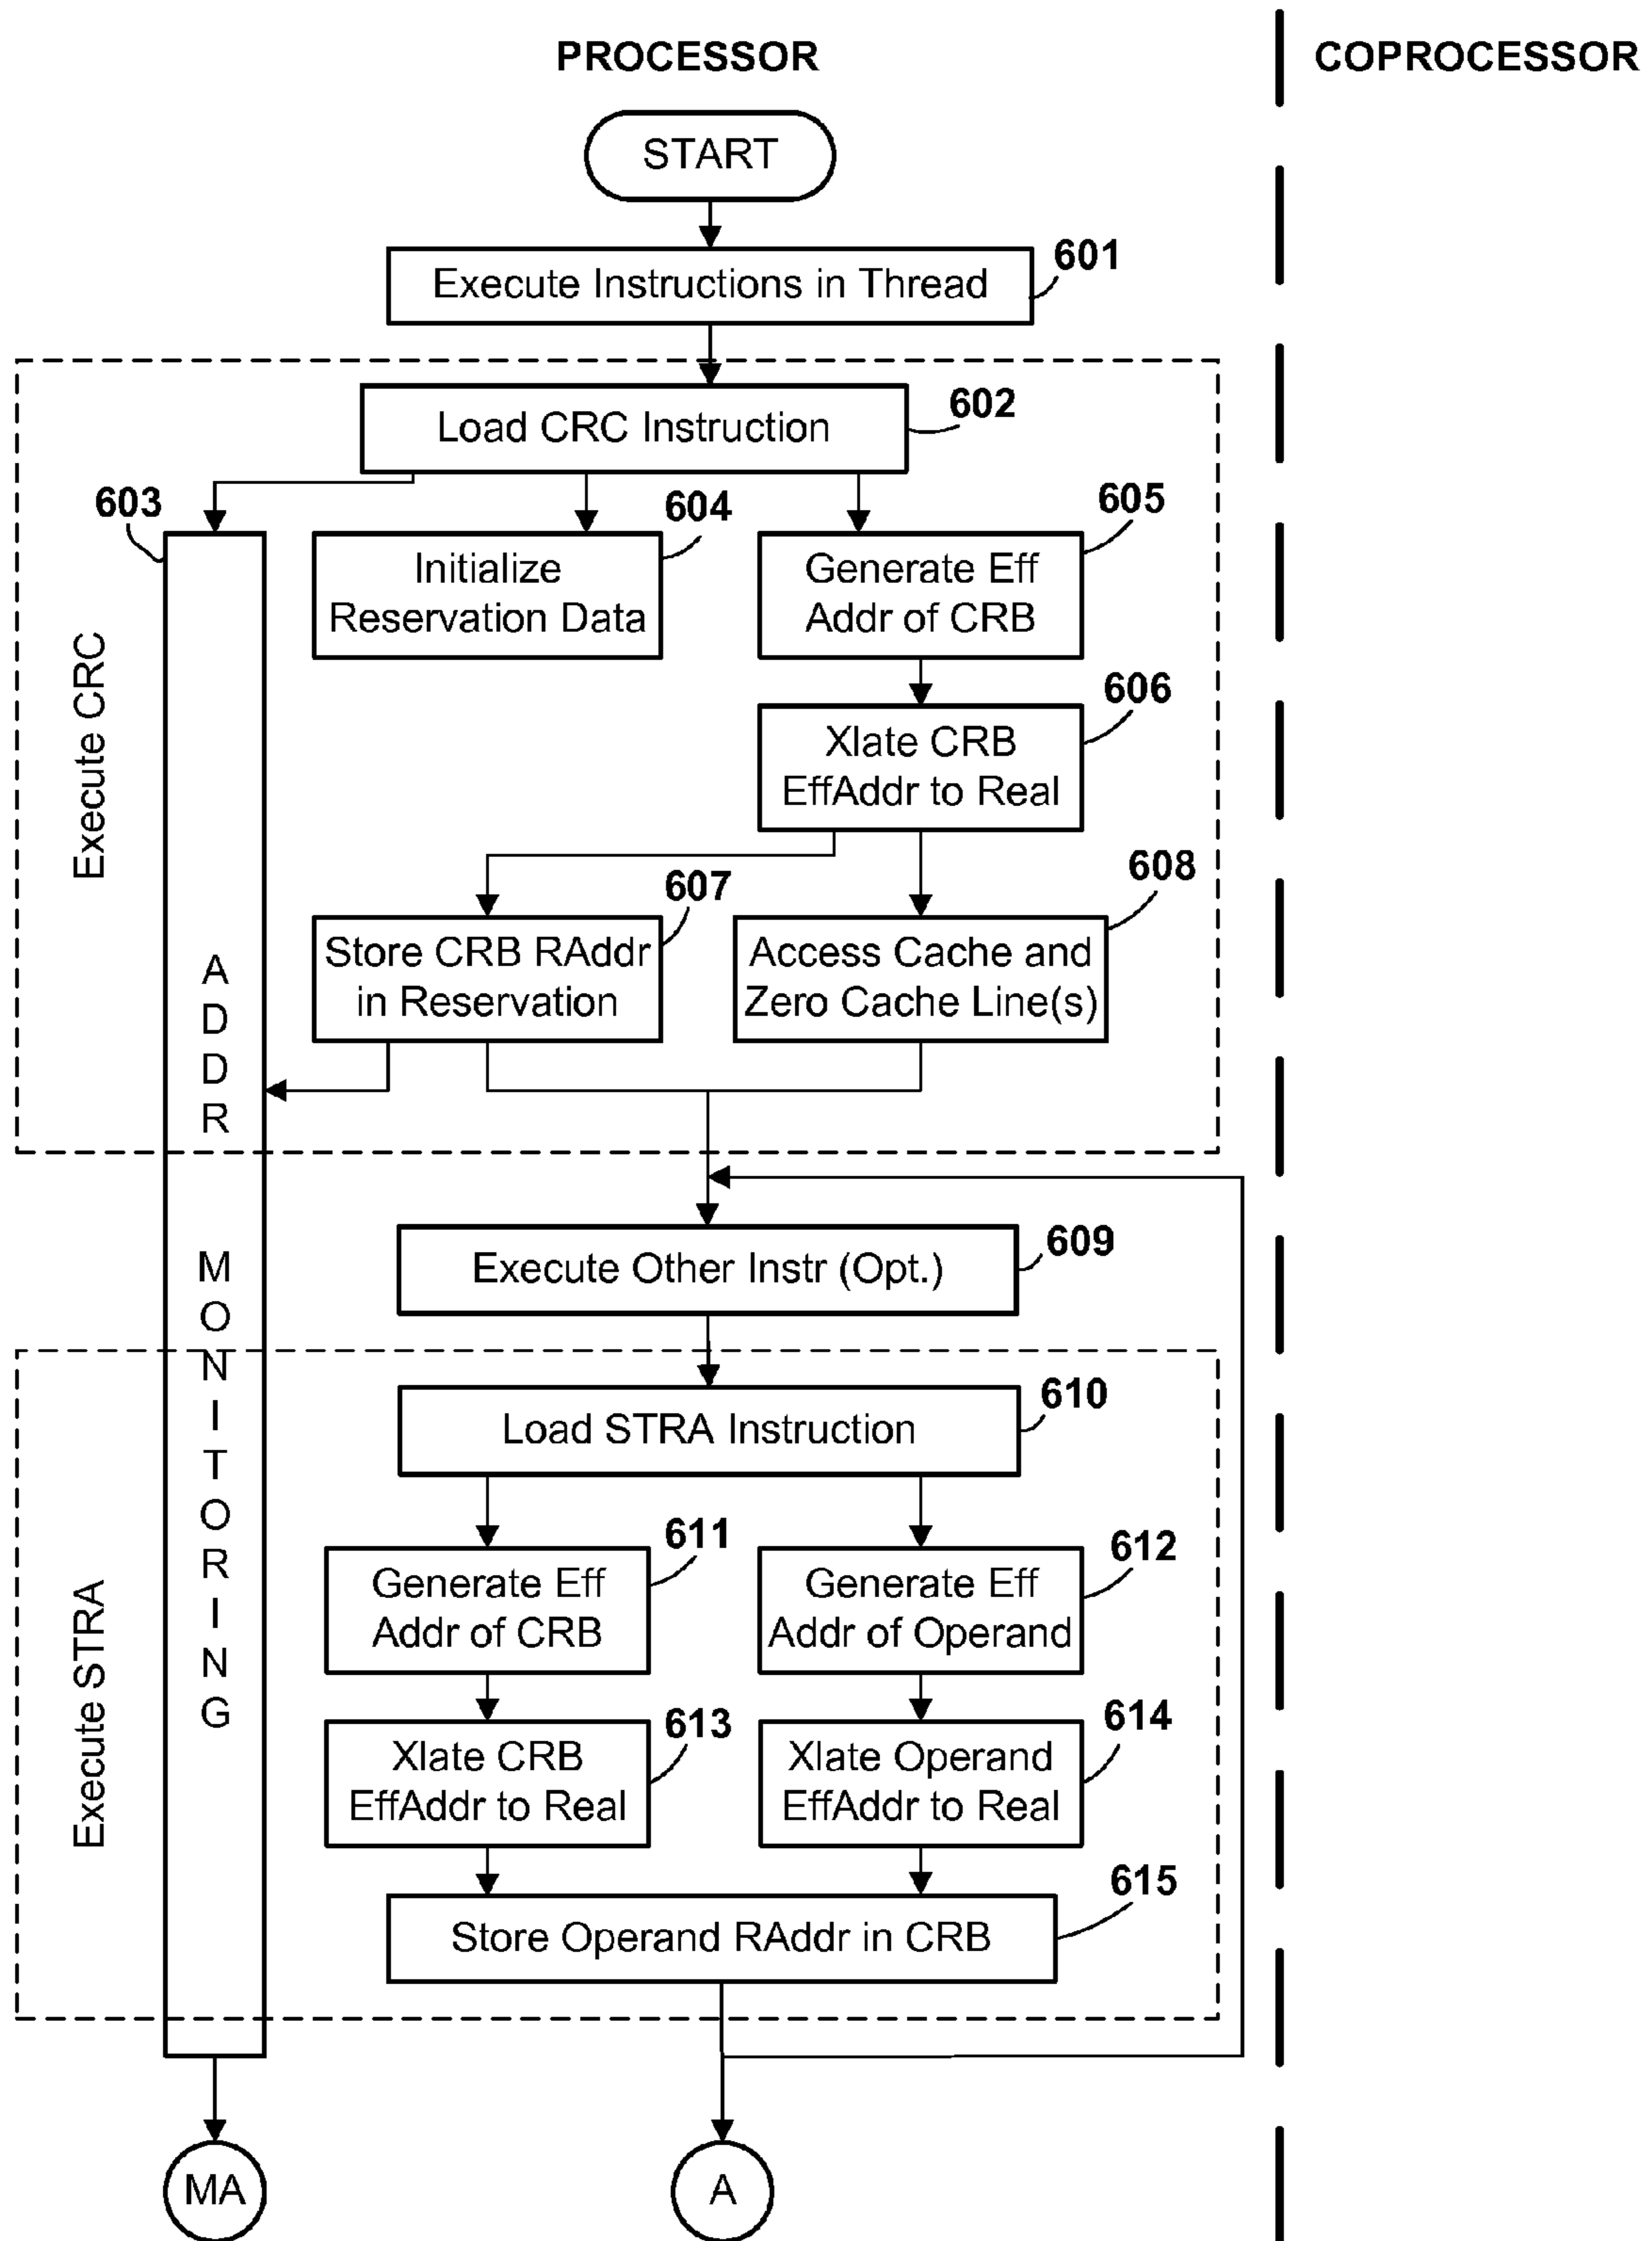 PROCESSOR
COPROCESSOR
START
601
Execute Instructions in Thread
602
Load CRC Instruction
603
604
605
Initialize
Reservation Data
Generate Eff
Addr of CRB
606
Xlate CRB
EffAddr to Real
Execute CRC
607
608
Store CRB RAddr
in Reservation
Access Cache and
Zero Cache Line(s)
ADDR MONITORING
609
Execute Other Instr (Opt.)
610
Load STRA Instruction
611
612
Generate Eff
Addr of CRB
Generate Eff
Addr of Operand
Execute STRA
613
614
Xlate CRB
EffAddr to Real
Xlate Operand
EffAddr to Real
615
Store Operand RAddr in CRB
MA
A